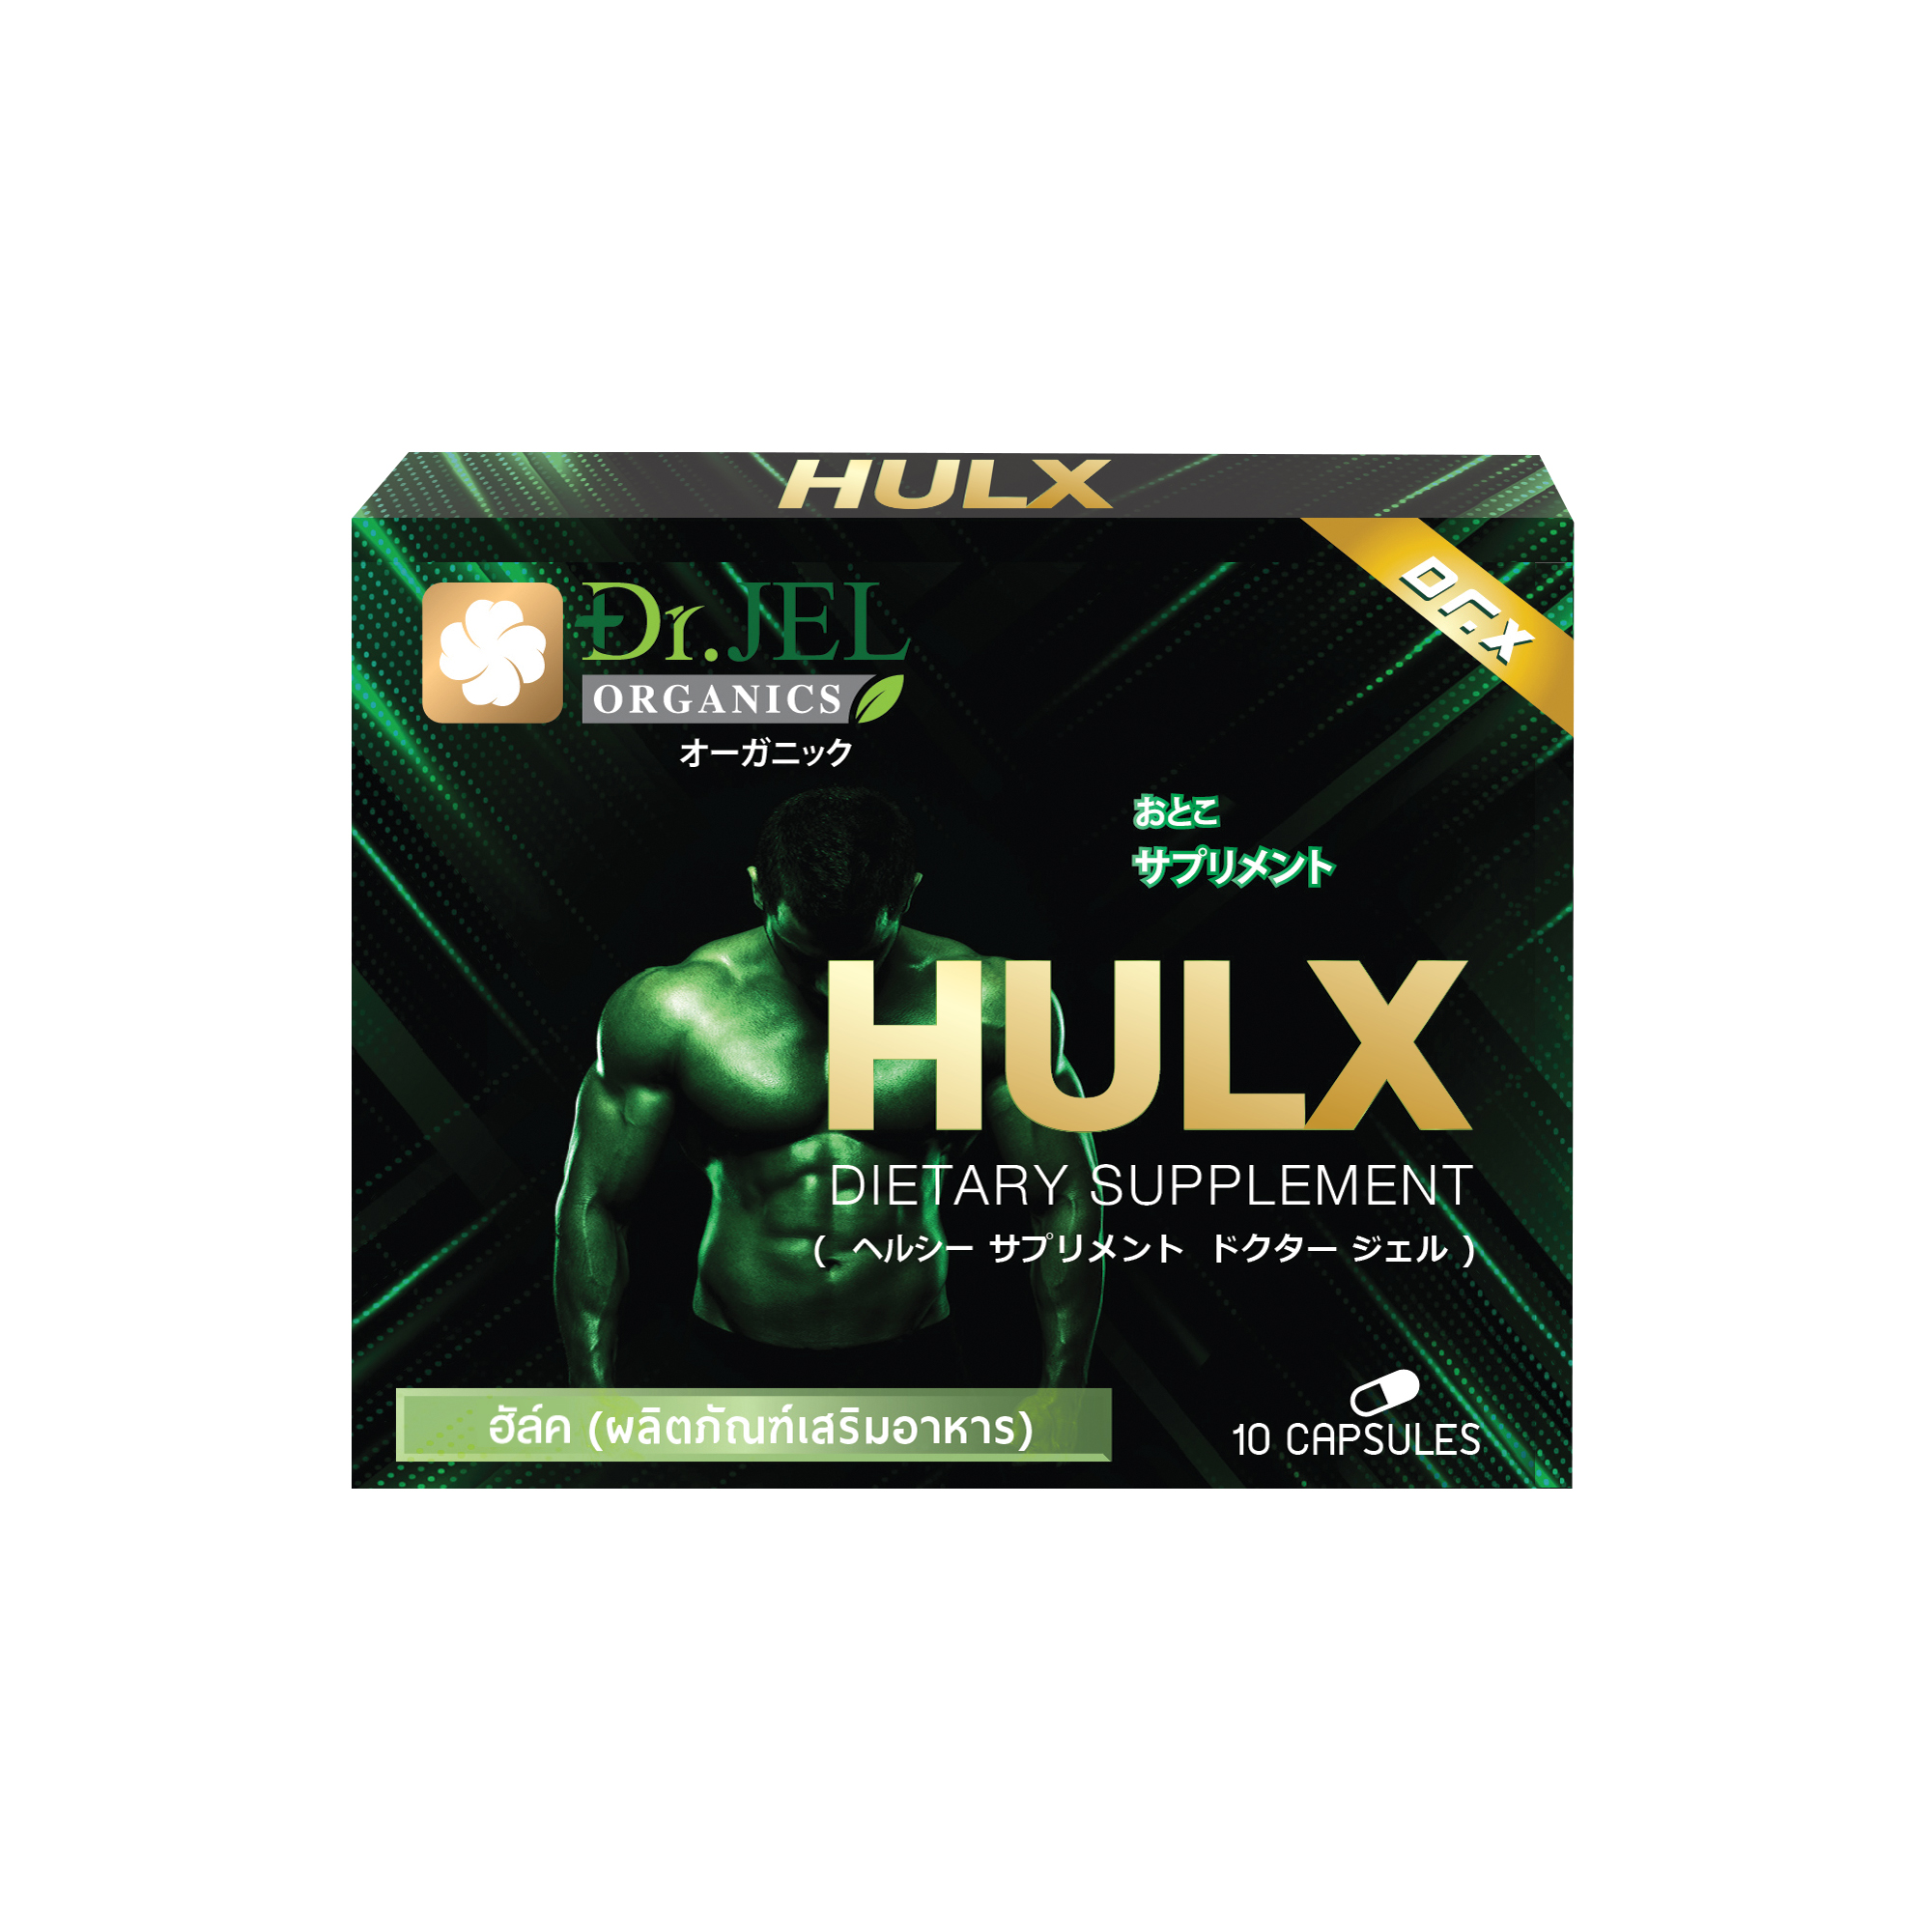 HULX
Dr.JEL
ORGANICS
オーガニック
Dr.x
おとこ
サプリメント
HULX
DIETARY SUPPLEMENT
( ヘルシー サプリメント ドクター ジェル )
ฮัล์ค (ผลิตภัณฑ์เสริมอาหาร)
10 CAPSULES